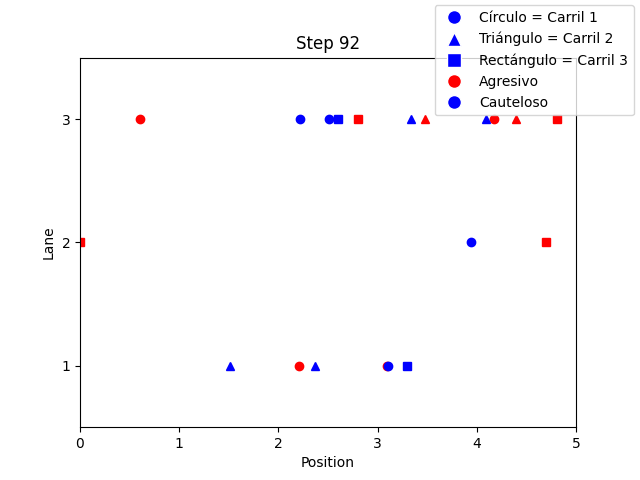 Step 92
Círculo = Carril 1
Triángulo = Carril 2
Rectángulo = Carril 3
Agresivo
Cauteloso
Lane
3
2
1
0 1 2 3 4 5
Position